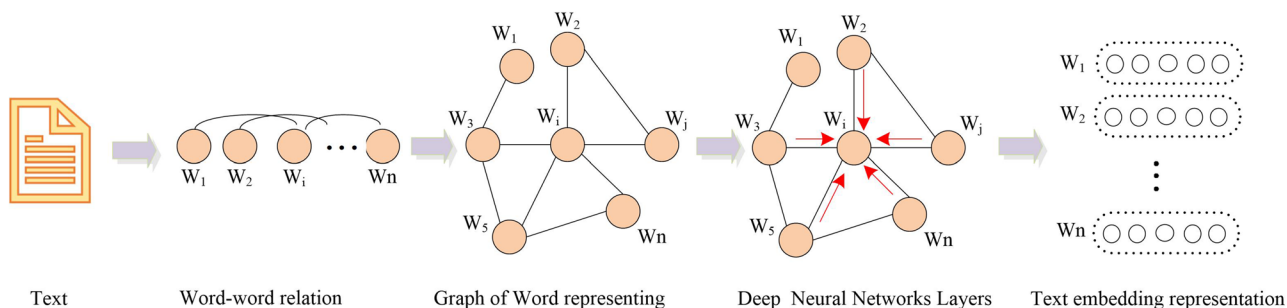 W1 W2 Wi ... Wn
W1
W2
W3
Wi
Wj
W5
Wn
W1
W2
W3
Wi
Wj
W5
Wn
W1
W2
Wn
Text
Word-word relation
Graph of Word representing
Deep Neural Networks Layers
Text embedding representation